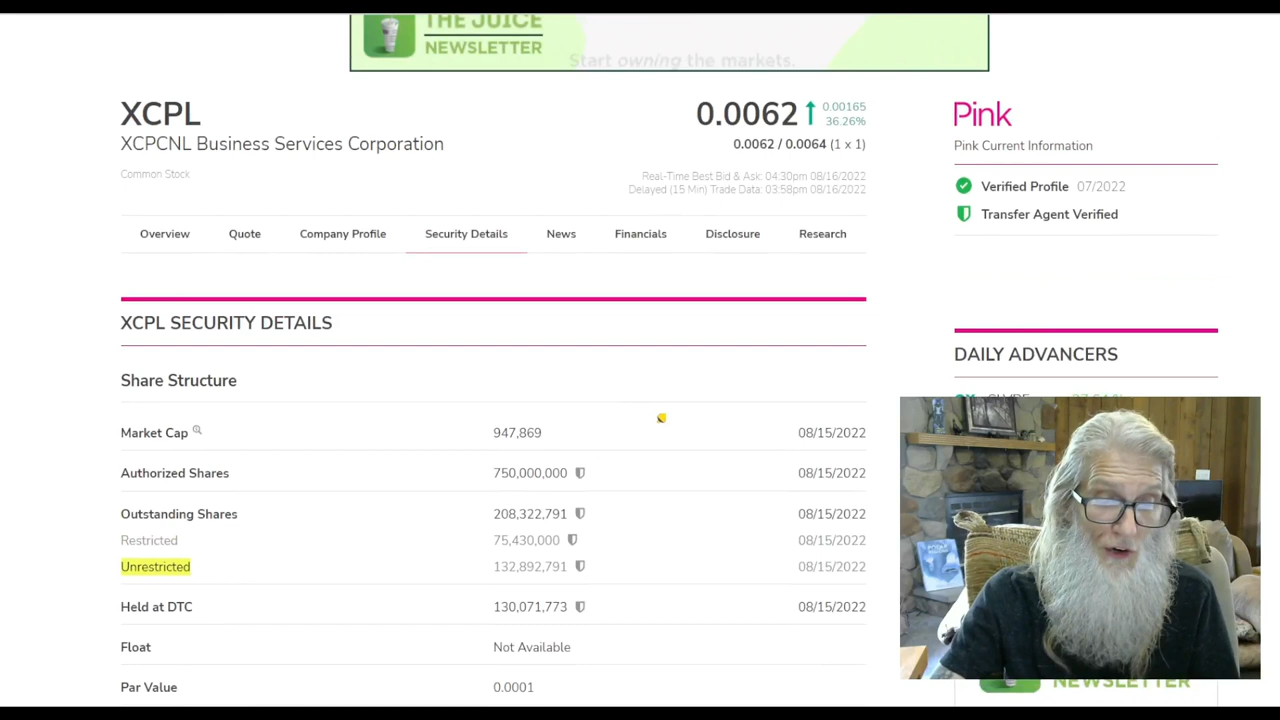 THE JUICE
NEWSLETTER
Start owning the markets.
XCPL
0.0062
0.00165
36.26%
XCPCNL Business Services Corporation
0.0062 / 0.0064 (1 x 1)
Common Stock
Real-Time Best Bid & Ask: 04:30pm 08/16/2022
Delayed (15 Min) Trade Data: 03:58pm 08/16/2022
Pink
Pink Current Information
Verified Profile 07/2022
Transfer Agent Verified
Overview Quote Company Profile Security Details News Financials Disclosure Research
XCPL SECURITY DETAILS
DAILY ADVANCERS
Share Structure
Market Cap 947,869 08/15/2022
Authorized Shares 750,000,000 08/15/2022
Outstanding Shares 208,322,791 08/15/2022
Restricted 75,430,000 08/15/2022
Unrestricted 132,892,791 08/15/2022
Held at DTC 130,071,773 08/15/2022
Float Not Available
Par Value 0.0001
NEWSLETTER